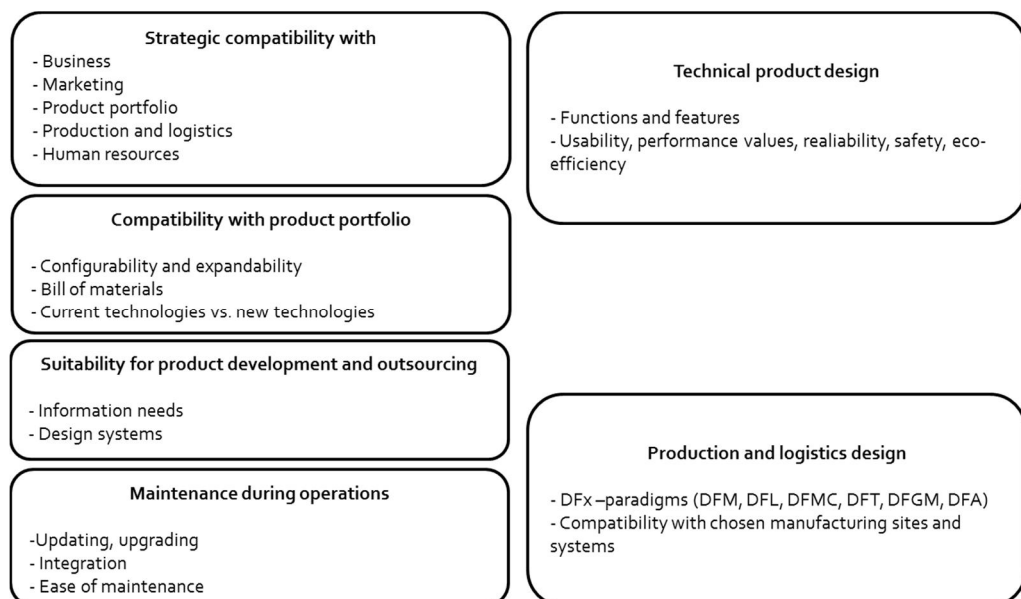 Strategic compatibility with
- Business
- Marketing
- Product portfolio
- Production and logistics
- Human resources
Compatibility with product portfolio
- Configurability and expandability
- Bill of materials
- Current technologies vs. new technologies
Suitability for product development and outsourcing
- Information needs
- Design systems
Maintenance during operations
-Updating, upgrading
- Integration
- Ease of maintenance
Technical product design
- Functions and features
- Usability, performance values, realiability, safety, eco-
efficiency
Production and logistics design
- DFx –paradigms (DFM, DFL, DFMC, DFT, DFGM, DFA)
- Compatibility with chosen manufacturing sites and
systems